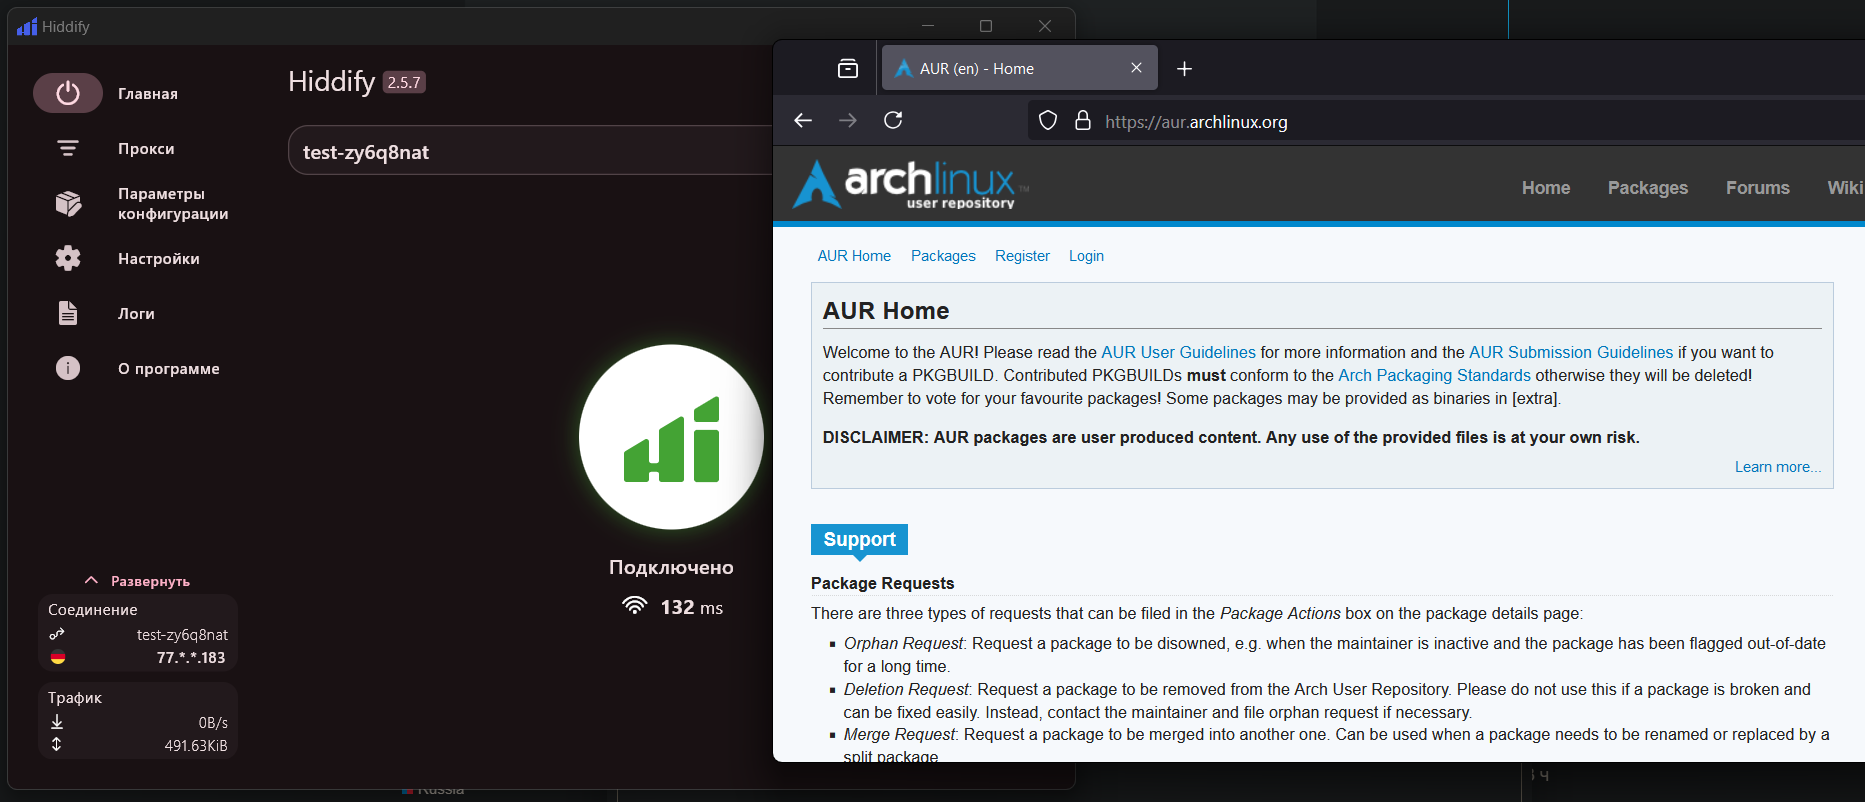 Hiddify
Главная
Прокси
Параметры
конфигурации
Настройки
Логи
О программе
Развернуть
Соединение
test-zy6q8nat
77.*.*.183
Трафик
0B/s
491.63KiB
Hiddify 2.5.7
test-zy6q8nat
Подключено
132 ms
AUR (en) - Home
https://aur.archlinux.org
archlinux™
user repository
Home Packages Forums Wiki
AUR Home Packages Register Login
AUR Home
Welcome to the AUR! Please read the AUR User Guidelines for more information and the AUR Submission Guidelines if you want to
contribute a PKGBUILD. Contributed PKGBUILDs must conform to the Arch Packaging Standards otherwise they will be deleted!
Remember to vote for your favourite packages! Some packages may be provided as binaries in [extra].
DISCLAIMER: AUR packages are user produced content. Any use of the provided files is at your own risk.
Learn more...
Support
Package Requests
There are three types of requests that can be filed in the Package Actions box on the package details page:
▪ Orphan Request: Request a package to be disowned, e.g. when the maintainer is inactive and the package has been flagged out-of-date
for a long time.
▪ Deletion Request: Request a package to be removed from the Arch User Repository. Please do not use this if a package is broken and
can be fixed easily. Instead, contact the maintainer and file orphan request if necessary.
▪ Merge Request: Request a package to be merged into another one. Can be used when a package needs to be renamed or replaced by a
split package.
Russia